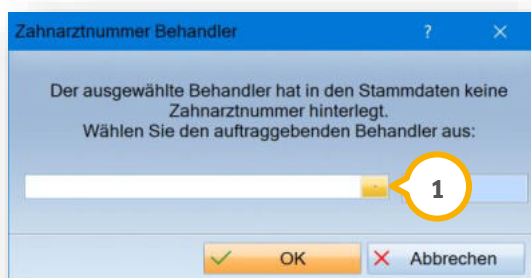 Zahnarztnummer Behandler ?
Der ausgewählte Behandler hat in den Stammdaten keine
Zahnarztnummer hinterlegt.
Wählen Sie den auftraggebenden Behandler aus:
1
OK Abbrechen